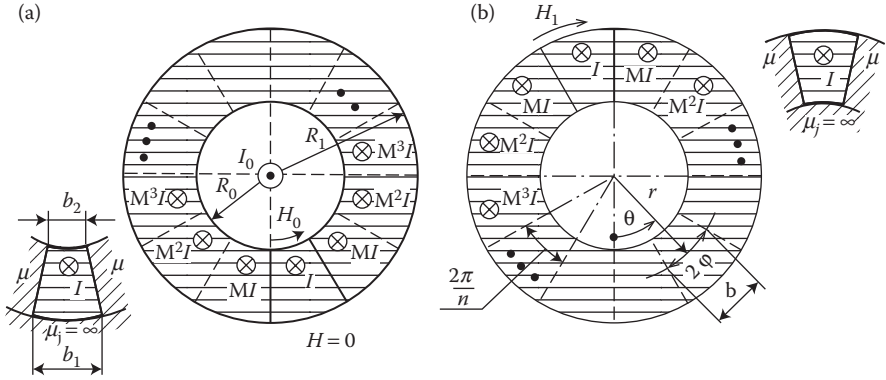 (a)
R₁
I₀
M³I
R₀
M³I
M²I
H₀
M²I
MI
MI
I
b₂
μ
μ
I
μⱼ = ∞
b₁
H = 0
(b)
H₁
I
MI
MI
M²I
M²I
M³I
r
θ
2φ
b
2π
n
μ
μ
I
μⱼ = ∞